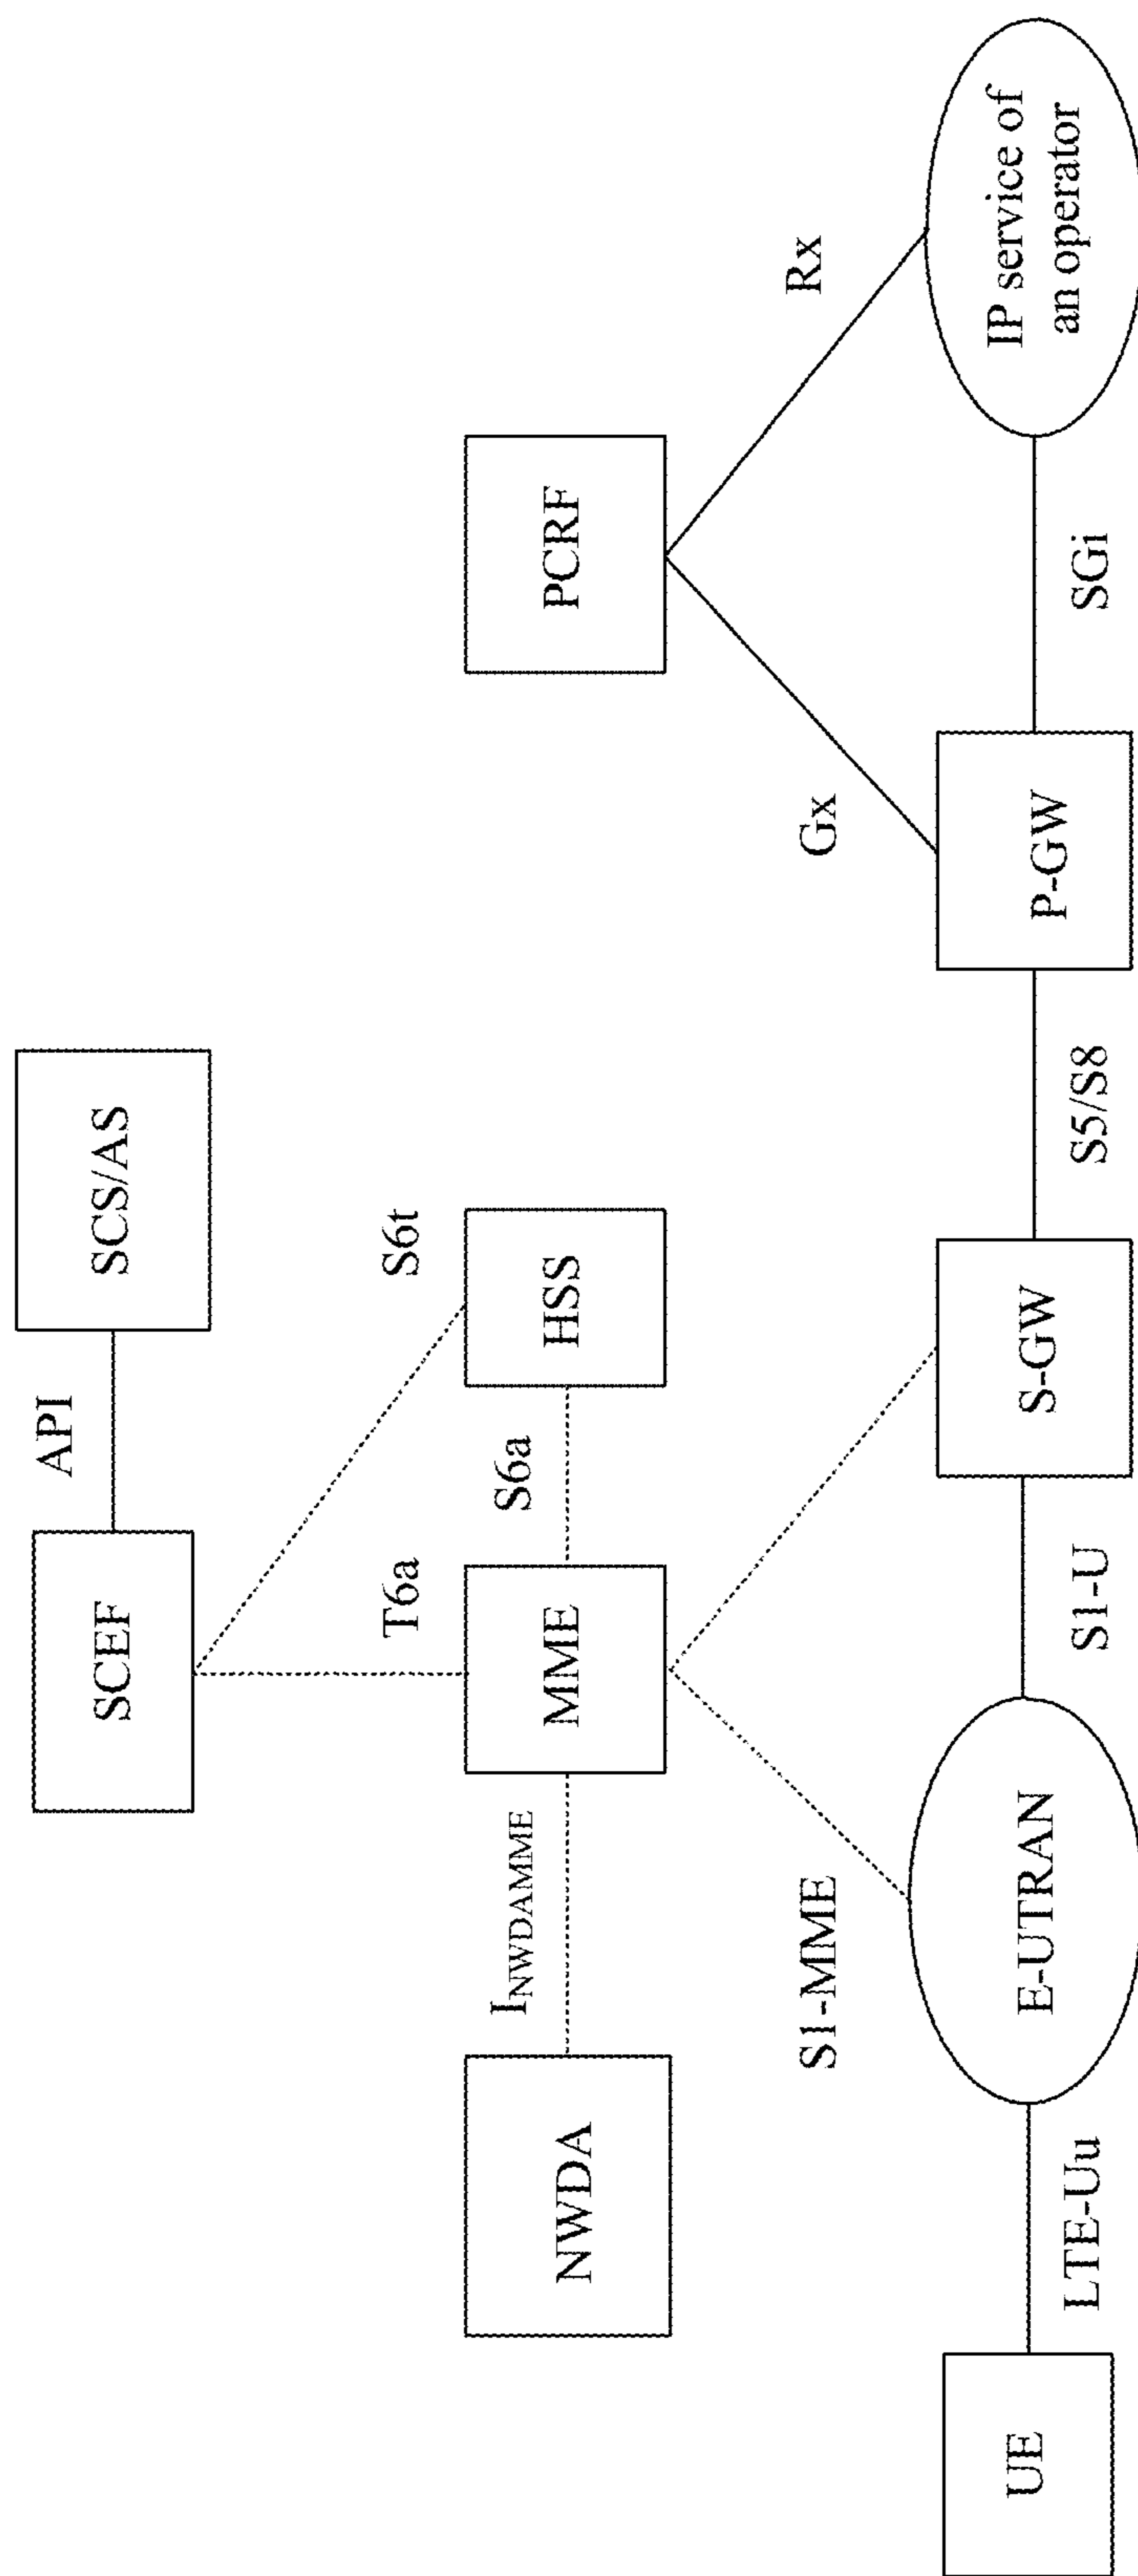 SCEF
API
SCS/AS
T6a
S6t
NWDA
INWDAMME
MME
S6a
HSS
PCRF
S1-MME
Gx
Rx
UE
LTE-Uu
E-UTRAN
S1-U
S-GW
S5/S8
P-GW
SGi
IP service of
an operator